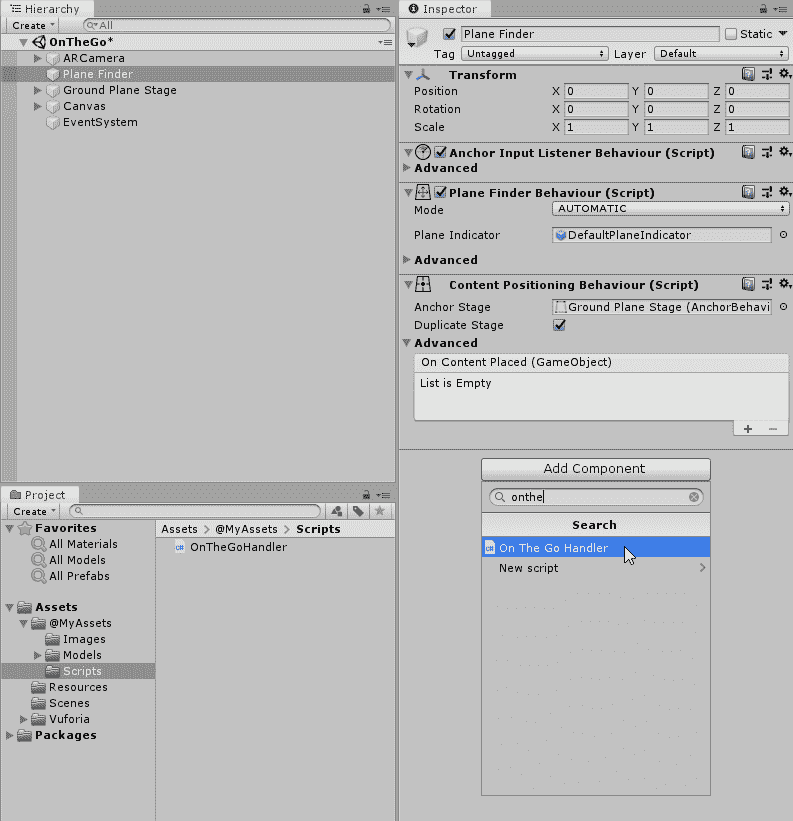 Hierarchy
Create
All
OnTheGo*
ARCamera
Plane Finder
Ground Plane Stage
Canvas
EventSystem
Project
Create
Favorites
All Materials
All Models
All Prefabs
Assets
@MyAssets
Images
Models
Scripts
Resources
Scenes
Vuforia
Packages
Assets > @MyAssets > Scripts
OnTheGoHandler
Inspector
Plane Finder Static
Tag Untagged Layer Default
Transform
Position X 0 Y 0 Z 0
Rotation X 0 Y 0 Z 0
Scale X 1 Y 1 Z 1
Anchor Input Listener Behaviour (Script)
Advanced
Plane Finder Behaviour (Script)
Mode AUTOMATIC
Plane Indicator DefaultPlaneIndicator
Advanced
Content Positioning Behaviour (Script)
Anchor Stage Ground Plane Stage (AnchorBehavi
Duplicate Stage
Advanced
On Content Placed (GameObject)
List is Empty
+ −
Add Component
onthe
Search
On The Go Handler
New script